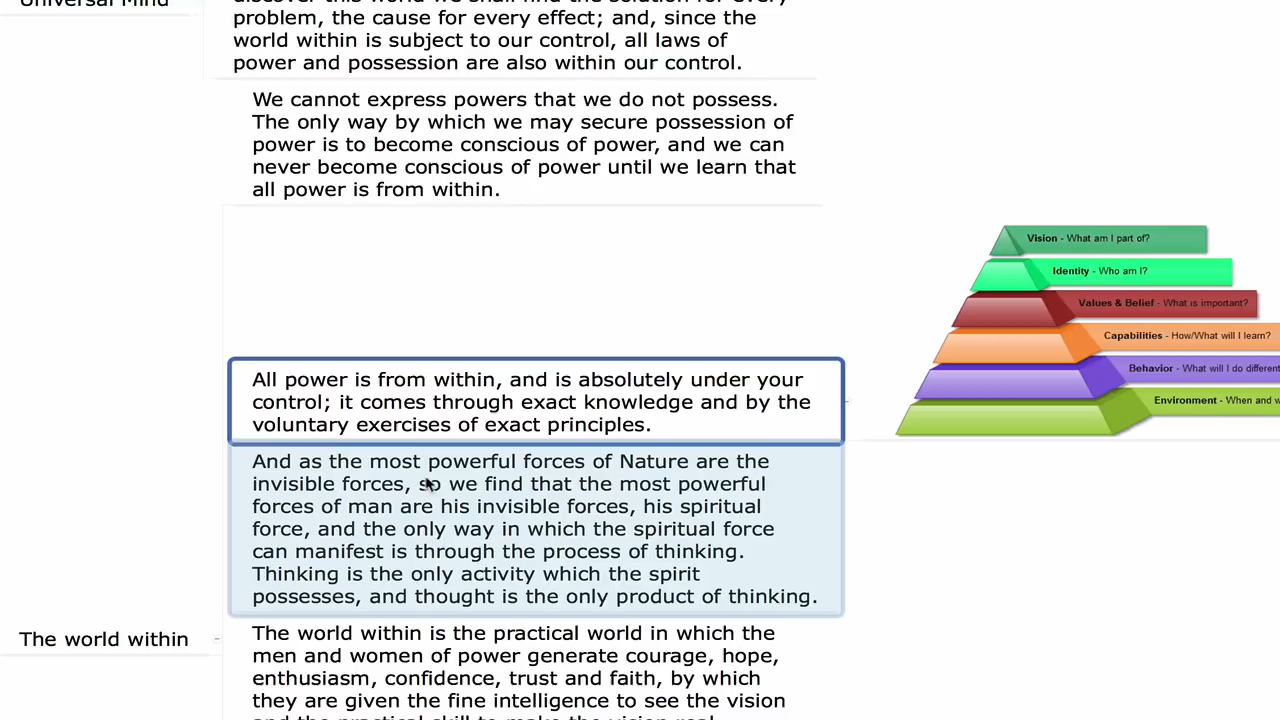 Universal Mind
discover this world we shall find the solution for every
problem, the cause for every effect; and, since the
world within is subject to our control, all laws of
power and possession are also within our control.
We cannot express powers that we do not possess.
The only way by which we may secure possession of
power is to become conscious of power, and we can
never become conscious of power until we learn that
all power is from within.
Vision - What am I part of?
Identity - Who am I?
Values & Belief - What is important?
Capabilities - How/What will I learn?
Behavior - What will I do different
Environment - When and w
All power is from within, and is absolutely under your
control; it comes through exact knowledge and by the
voluntary exercises of exact principles.
And as the most powerful forces of Nature are the
invisible forces, so we find that the most powerful
forces of man are his invisible forces, his spiritual
force, and the only way in which the spiritual force
can manifest is through the process of thinking.
Thinking is the only activity which the spirit
possesses, and thought is the only product of thinking.
The world within
The world within is the practical world in which the
men and women of power generate courage, hope,
enthusiasm, confidence, trust and faith, by which
they are given the fine intelligence to see the vision
and the practical skill to make the vision real.